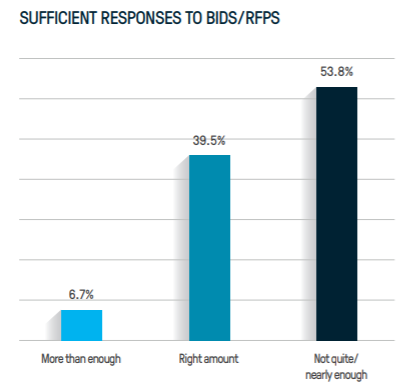 SUFFICIENT RESPONSES TO BIDS/RFPS
53.8%
39.5%
6.7%
More than enough
Right amount
Not quite/
nearly enough